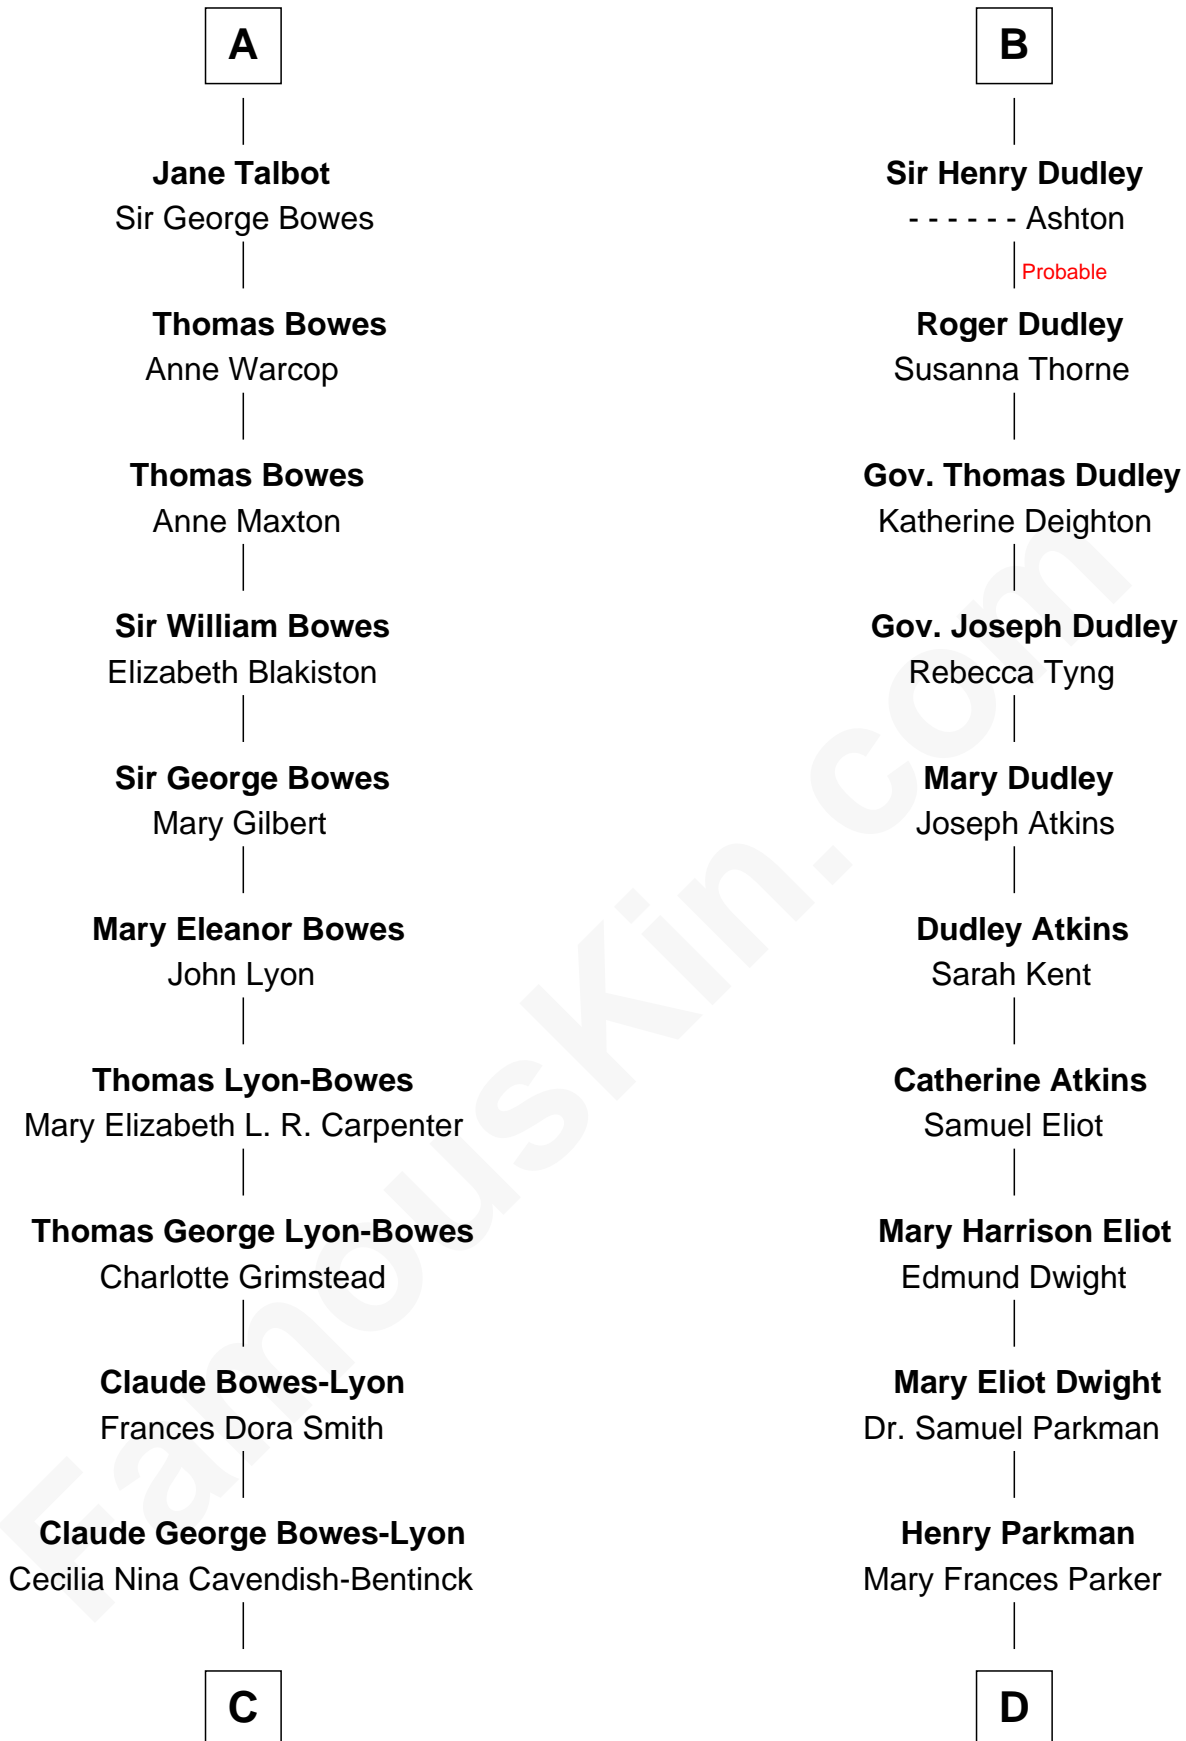 A
Jane Talbot
Sir George Bowes
Thomas Bowes
Anne Warcop
Thomas Bowes
Anne Maxton
Sir William Bowes
Elizabeth Blakiston
Sir George Bowes
Mary Gilbert
Mary Eleanor Bowes
John Lyon
Thomas Lyon-Bowes
Mary Elizabeth L. R. Carpenter
Thomas George Lyon-Bowes
Charlotte Grimstead
Claude Bowes-Lyon
Frances Dora Smith
Claude George Bowes-Lyon
Cecilia Nina Cavendish-Bentinck
C
B
Sir Henry Dudley
- - - - - - Ashton
Probable
Roger Dudley
Susanna Thorne
Gov. Thomas Dudley
Katherine Deighton
Gov. Joseph Dudley
Rebecca Tyng
Mary Dudley
Joseph Atkins
Dudley Atkins
Sarah Kent
Catherine Atkins
Samuel Eliot
Mary Harrison Eliot
Edmund Dwight
Mary Eliot Dwight
Dr. Samuel Parkman
Henry Parkman
Mary Frances Parker
D
FamousKin.com